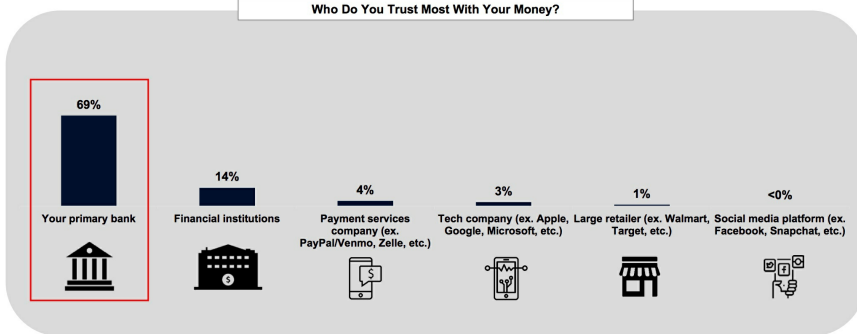 Who Do You Trust Most With Your Money?
69%
14%
4%
3%
1%
<0%
Your primary bank
Financial institutions
Payment services
company (ex.
PayPal/Venmo, Zelle, etc.)
Tech company (ex. Apple,
Google, Microsoft, etc.)
Large retailer (ex. Walmart,
Target, etc.)
Social media platform (ex.
Facebook, Snapchat, etc.)
$
$
f